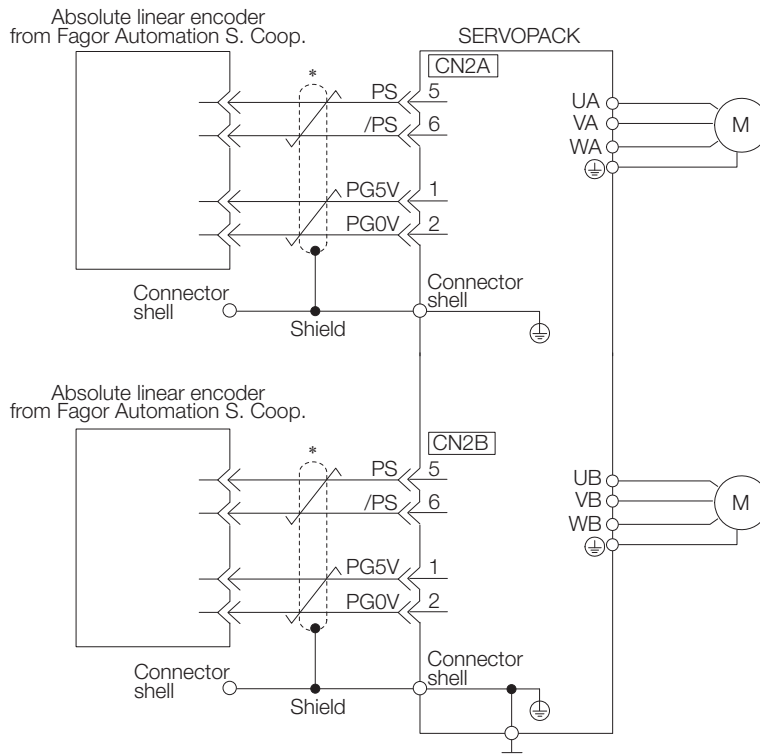 Absolute linear encoder
from Fagor Automation S. Coop.
SERVOPACK
*
CN2A
PS 5
/PS 6
PG5V 1
PG0V 2
UA
VA
WA
M
Connector
shell
Shield
Connector
shell
Absolute linear encoder
from Fagor Automation S. Coop.
*
CN2B
PS 5
/PS 6
PG5V 1
PG0V 2
UB
VB
WB
M
Connector
shell
Shield
Connector
shell